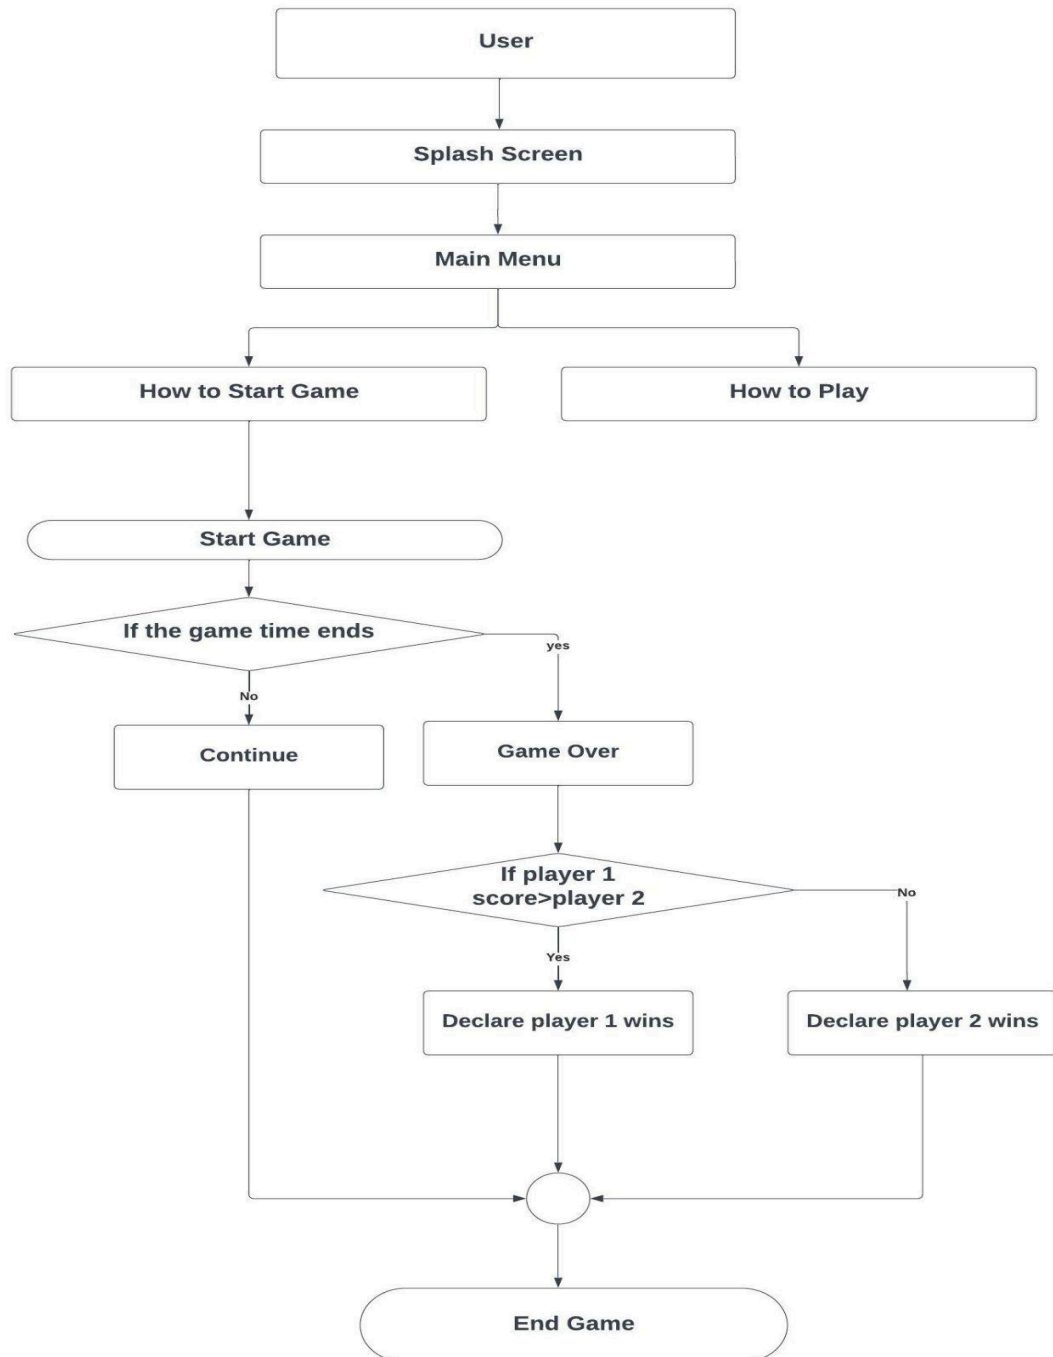 User
Splash Screen
Main Menu
How to Start Game
How to Play
Start Game
If the game time ends
yes
No
Continue
Game Over
If player 1
score>player 2
No
Yes
Declare player 1 wins
Declare player 2 wins
End Game